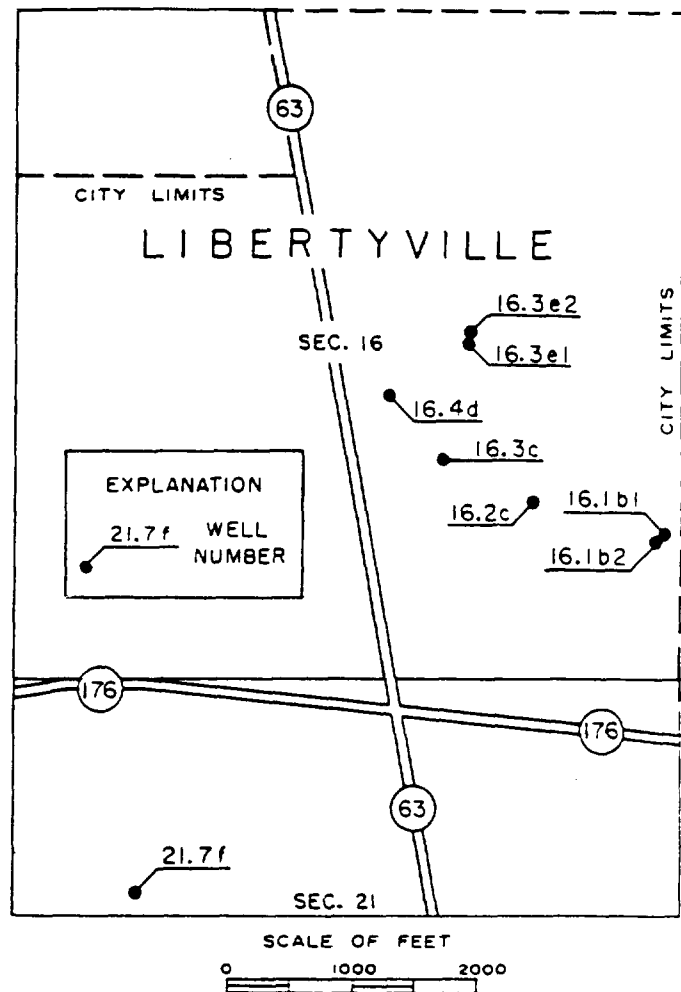 63
CITY LIMITS
LIBERTYVILLE
16.3e2
SEC. 16
16.3e1
CITY LIMITS
16.4d
16.3c
EXPLANATION
21.7f WELL
NUMBER
16.2c
16.1b1
16.1b2
176
176
63
21.7f
SEC. 21
SCALE OF FEET
0 1000 2000